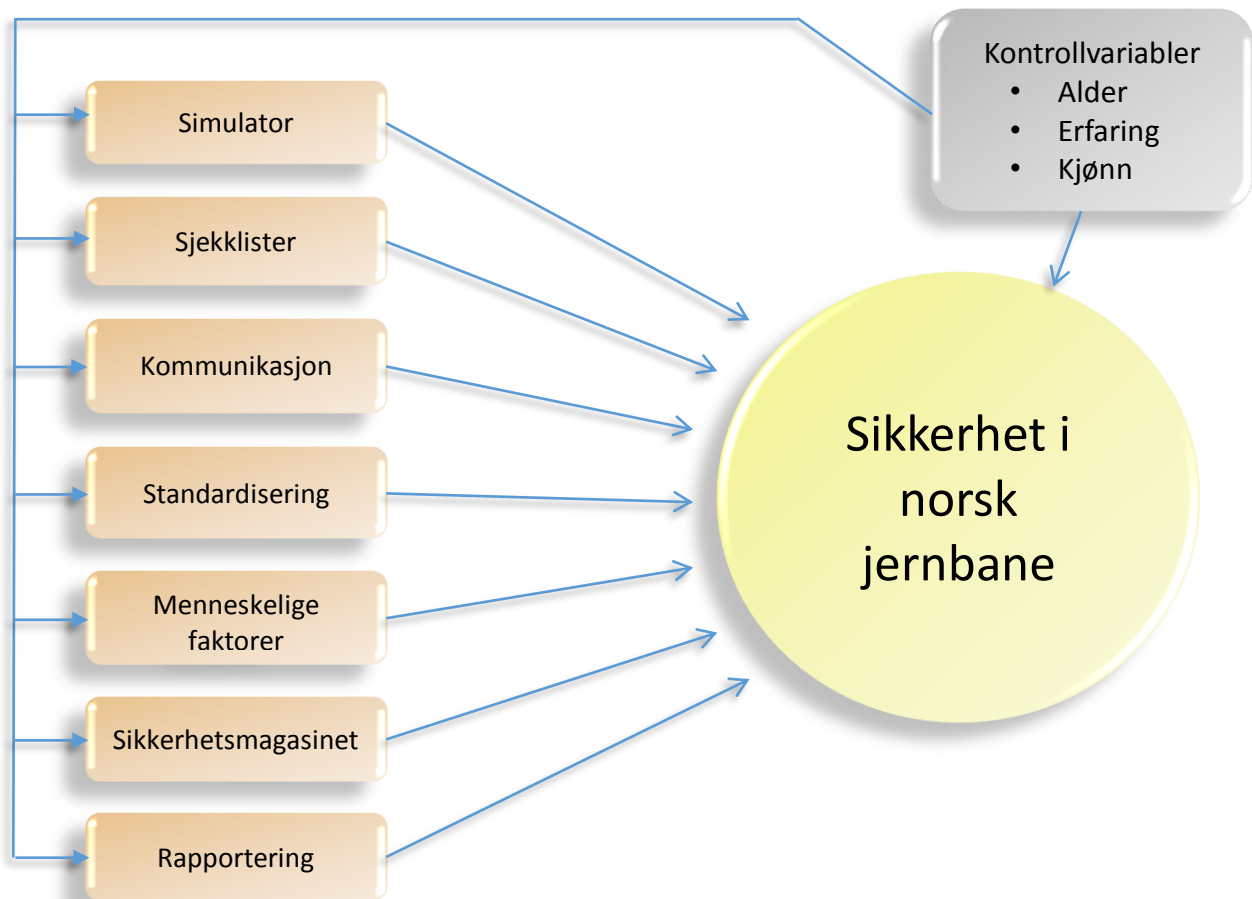 Kontrollvariabler
• Alder
• Erfaring
• Kjønn
Simulator
Sjekklister
Kommunikasjon
Standardisering
Menneskelige
faktorer
Sikkerhetsmagasinet
Rapportering
Sikkerhet i
norsk
jernbane